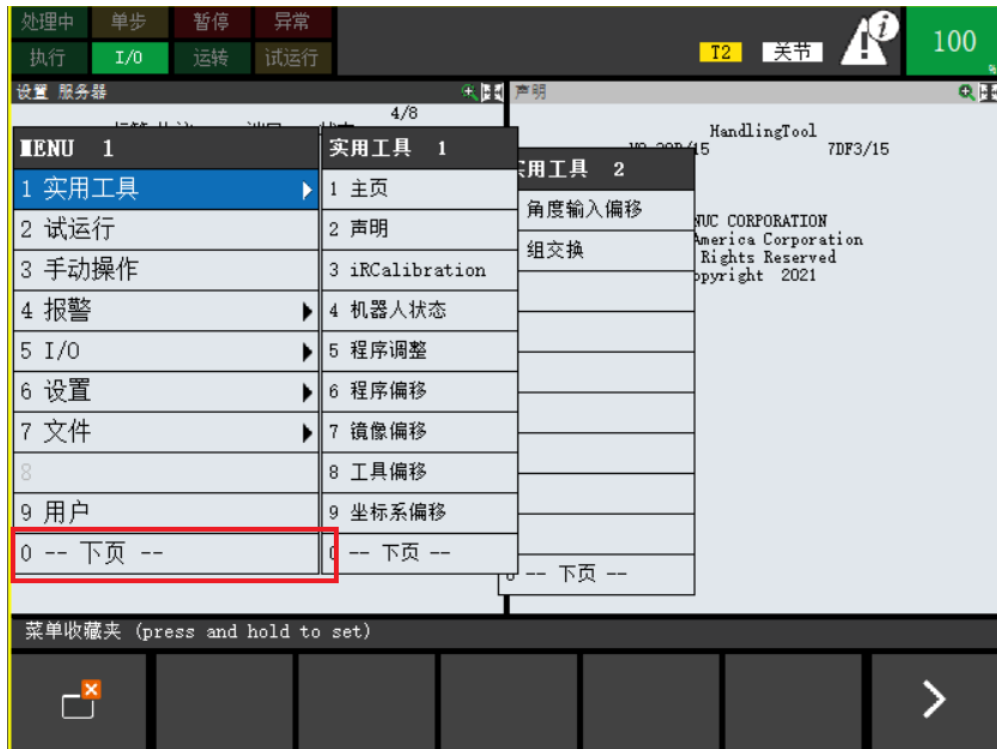 处理中 单步 暂停 异常
执行 I/O 运转 试运行
T2 关节 100 %
设置 服务器
声明
4/8
HandlingTool
7DF3/15
MENU 1
1 实用工具
2 试运行
3 手动操作
4 报警
5 I/O
6 设置
7 文件
8
9 用户
0 -- 下页 --
实用工具 1
1 主页
2 声明
3 iRCalibration
4 机器人状态
5 程序调整
6 程序偏移
7 镜像偏移
8 工具偏移
9 坐标系偏移
0 -- 下页 --
实用工具 2
角度输入偏移
组交换
-- 下页 --
CORPORATION
America Corporation
Rights Reserved
2021
菜单收藏夹 (press and hold to set)